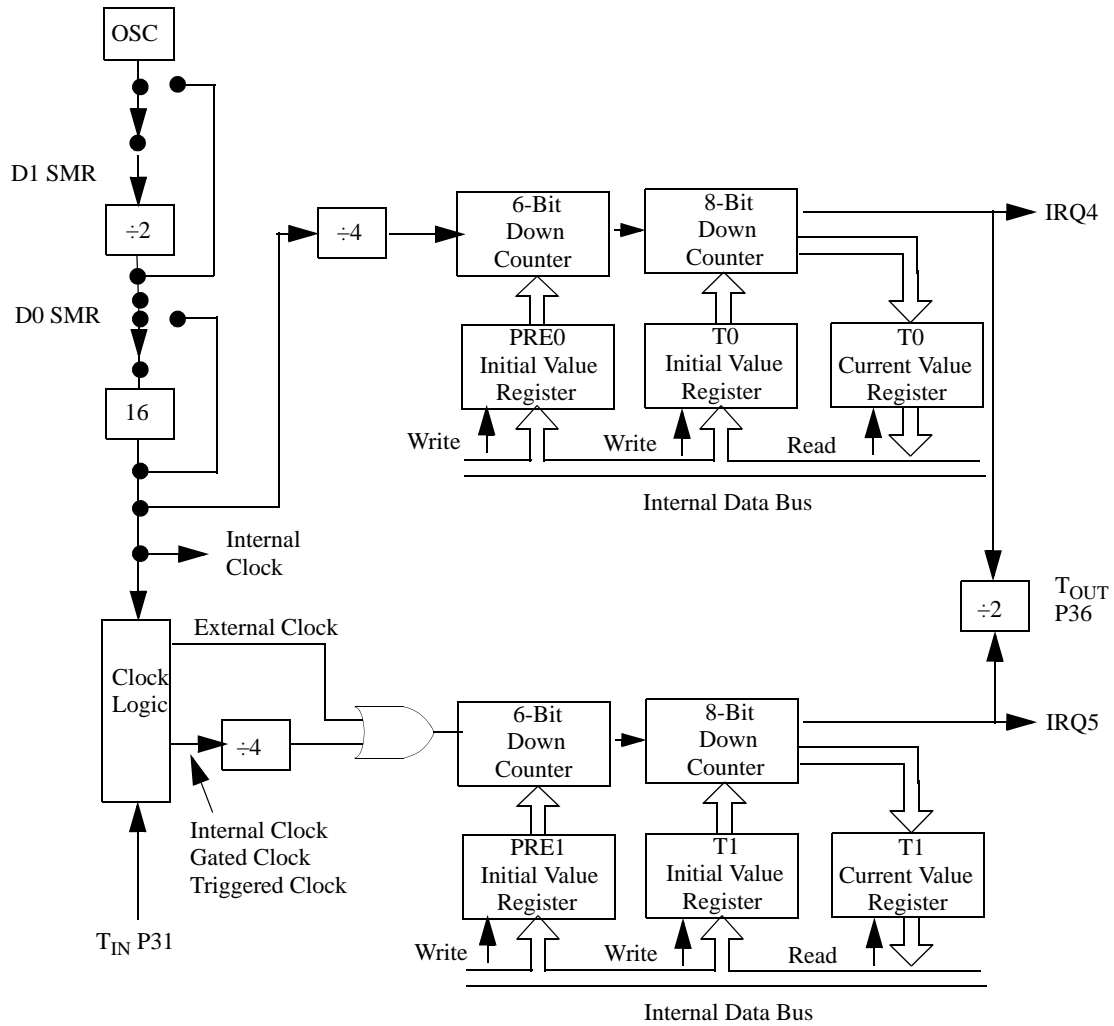 OSC
D1 SMR
÷2
D0 SMR
16
÷4
6-Bit
Down
Counter
8-Bit
Down
Counter
IRQ4
PRE0
Initial Value
Register
T0
Initial Value
Register
T0
Current Value
Register
Write
Write
Read
Internal Data Bus
Internal
Clock
÷2
TOUT
P36
External Clock
Clock
Logic
÷4
6-Bit
Down
Counter
8-Bit
Down
Counter
IRQ5
Internal Clock
Gated Clock
Triggered Clock
PRE1
Initial Value
Register
T1
Initial Value
Register
T1
Current Value
Register
TIN P31
Write
Write
Read
Internal Data Bus